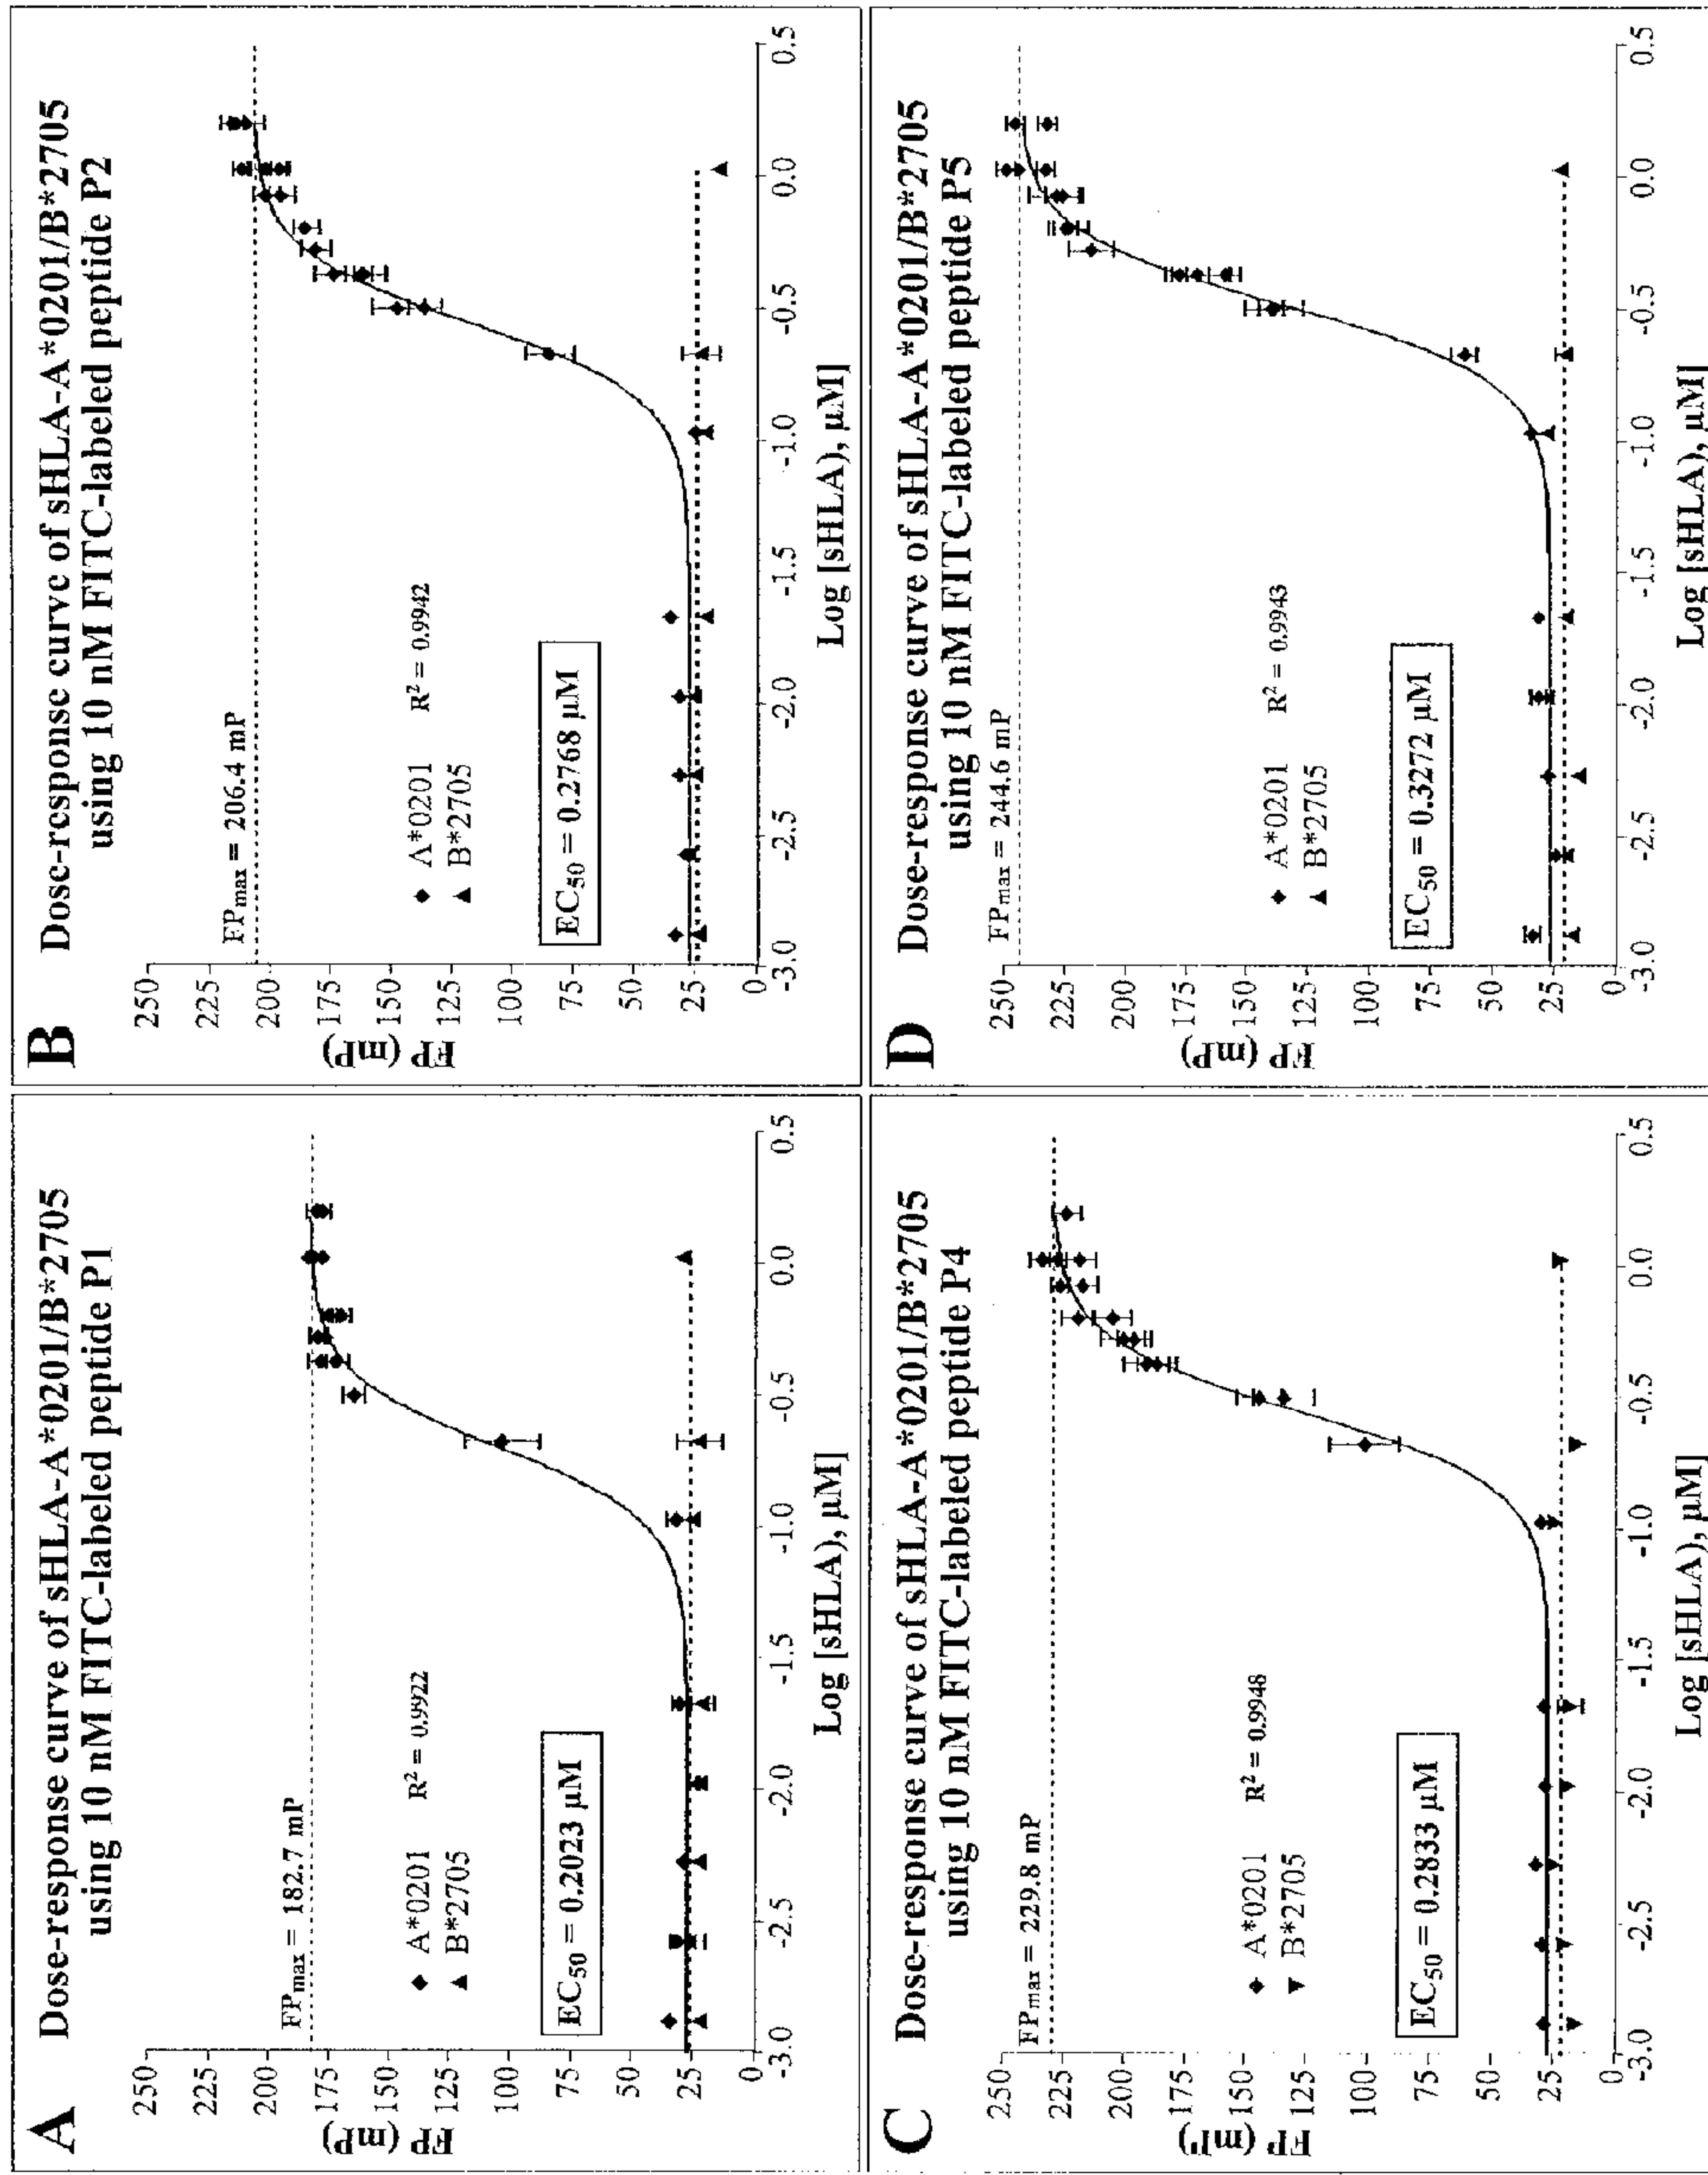 A
Dose-response curve of sHLA-A*0201/B*2705
using 10 nM FITC-labeled peptide P1
FP (mP)
250
225
200
175
150
125
100
75
50
25
0
FPmax = 182.7 mP
◆ A*0201 R² = 0.9922
▲ B*2705
EC50 = 0.2023 µM
-3.0 -2.5 -2.0 -1.5 -1.0 -0.5 0.0 0.5
Log [sHLA), µM]
B
Dose-response curve of sHLA-A*0201/B*2705
using 10 nM FITC-labeled peptide P2
FP (mP)
250
225
200
175
150
125
100
75
50
25
0
FPmax = 206.4 mP
◆ A*0201 R² = 0.9942
▲ B*2705
EC50 = 0.2768 µM
-3.0 -2.5 -2.0 -1.5 -1.0 -0.5 0.0 0.5
Log [sHLA), µM]
C
Dose-response curve of sHLA-A*0201/B*2705
using 10 nM FITC-labeled peptide P4
FP (mP)
250
225
200
175
150
125
100
75
50
25
0
FPmax = 229.8 mP
◆ A*0201 R² = 0.9948
▼ B*2705
EC50 = 0.2833 µM
-3.0 -2.5 -2.0 -1.5 -1.0 -0.5 0.0 0.5
Log [sHLA), µM]
D
Dose-response curve of sHLA-A*0201/B*2705
using 10 nM FITC-labeled peptide P5
FP (mP)
250
225
200
175
150
125
100
75
50
25
0
FPmax = 244.6 mP
◆ A*0201 R² = 0.9943
▲ B*2705
EC50 = 0.3272 µM
-3.0 -2.5 -2.0 -1.5 -1.0 -0.5 0.0 0.5
Log [sHLA), µM]